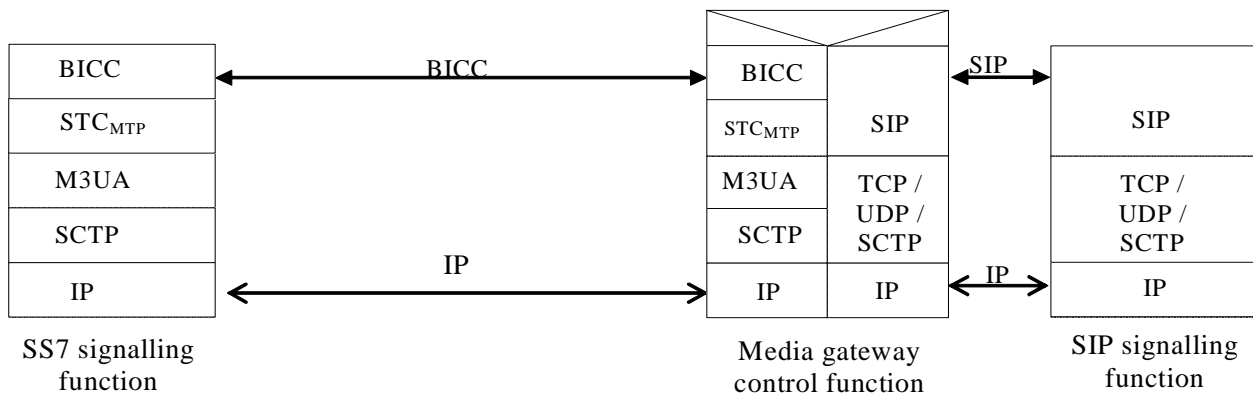 BICC
STCMTP
M3UA
SCTP
IP
SS7 signalling
function
BICC
IP
BICC
STCMTP
M3UA
SCTP
IP
SIP
TCP /
UDP /
SCTP
IP
Media gateway
control function
SIP
IP
SIP
TCP /
UDP /
SCTP
IP
SIP signalling
function